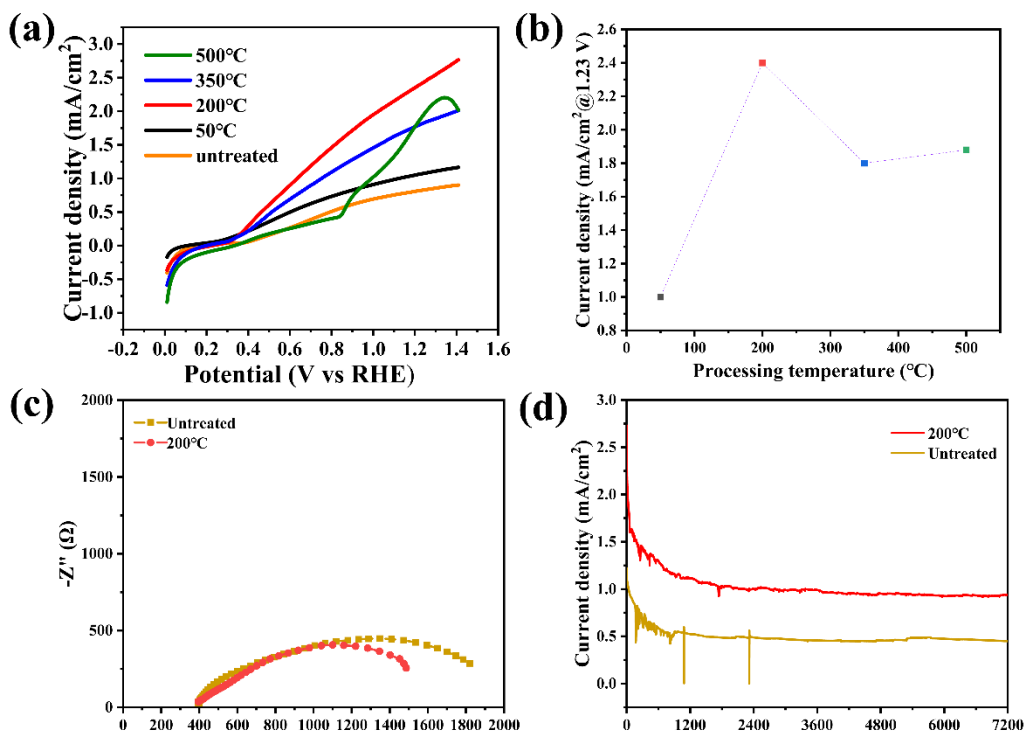 (a)
3.0
2.5
2.0
1.5
1.0
0.5
0.0
-0.5
-1.0
Current density (mA/cm²)
500℃
350℃
200℃
50℃
untreated
-0.2 0.0 0.2 0.4 0.6 0.8 1.0 1.2 1.4 1.6
Potential (V vs RHE)
(b)
2.6
2.4
2.2
2.0
1.8
1.6
1.4
1.2
1.0
0.8
Current density (mA/cm²@1.23 V)
0 100 200 300 400 500
Processing temperature (℃)
(c)
2000
1500
1000
500
0
-Z'' (Ω)
Untreated
200℃
0 200 400 600 800 1000 1200 1400 1600 1800 2000
(d)
3.0
2.5
2.0
1.5
1.0
0.5
0.0
Current density (mA/cm²)
200℃
Untreated
0 1200 2400 3600 4800 6000 7200